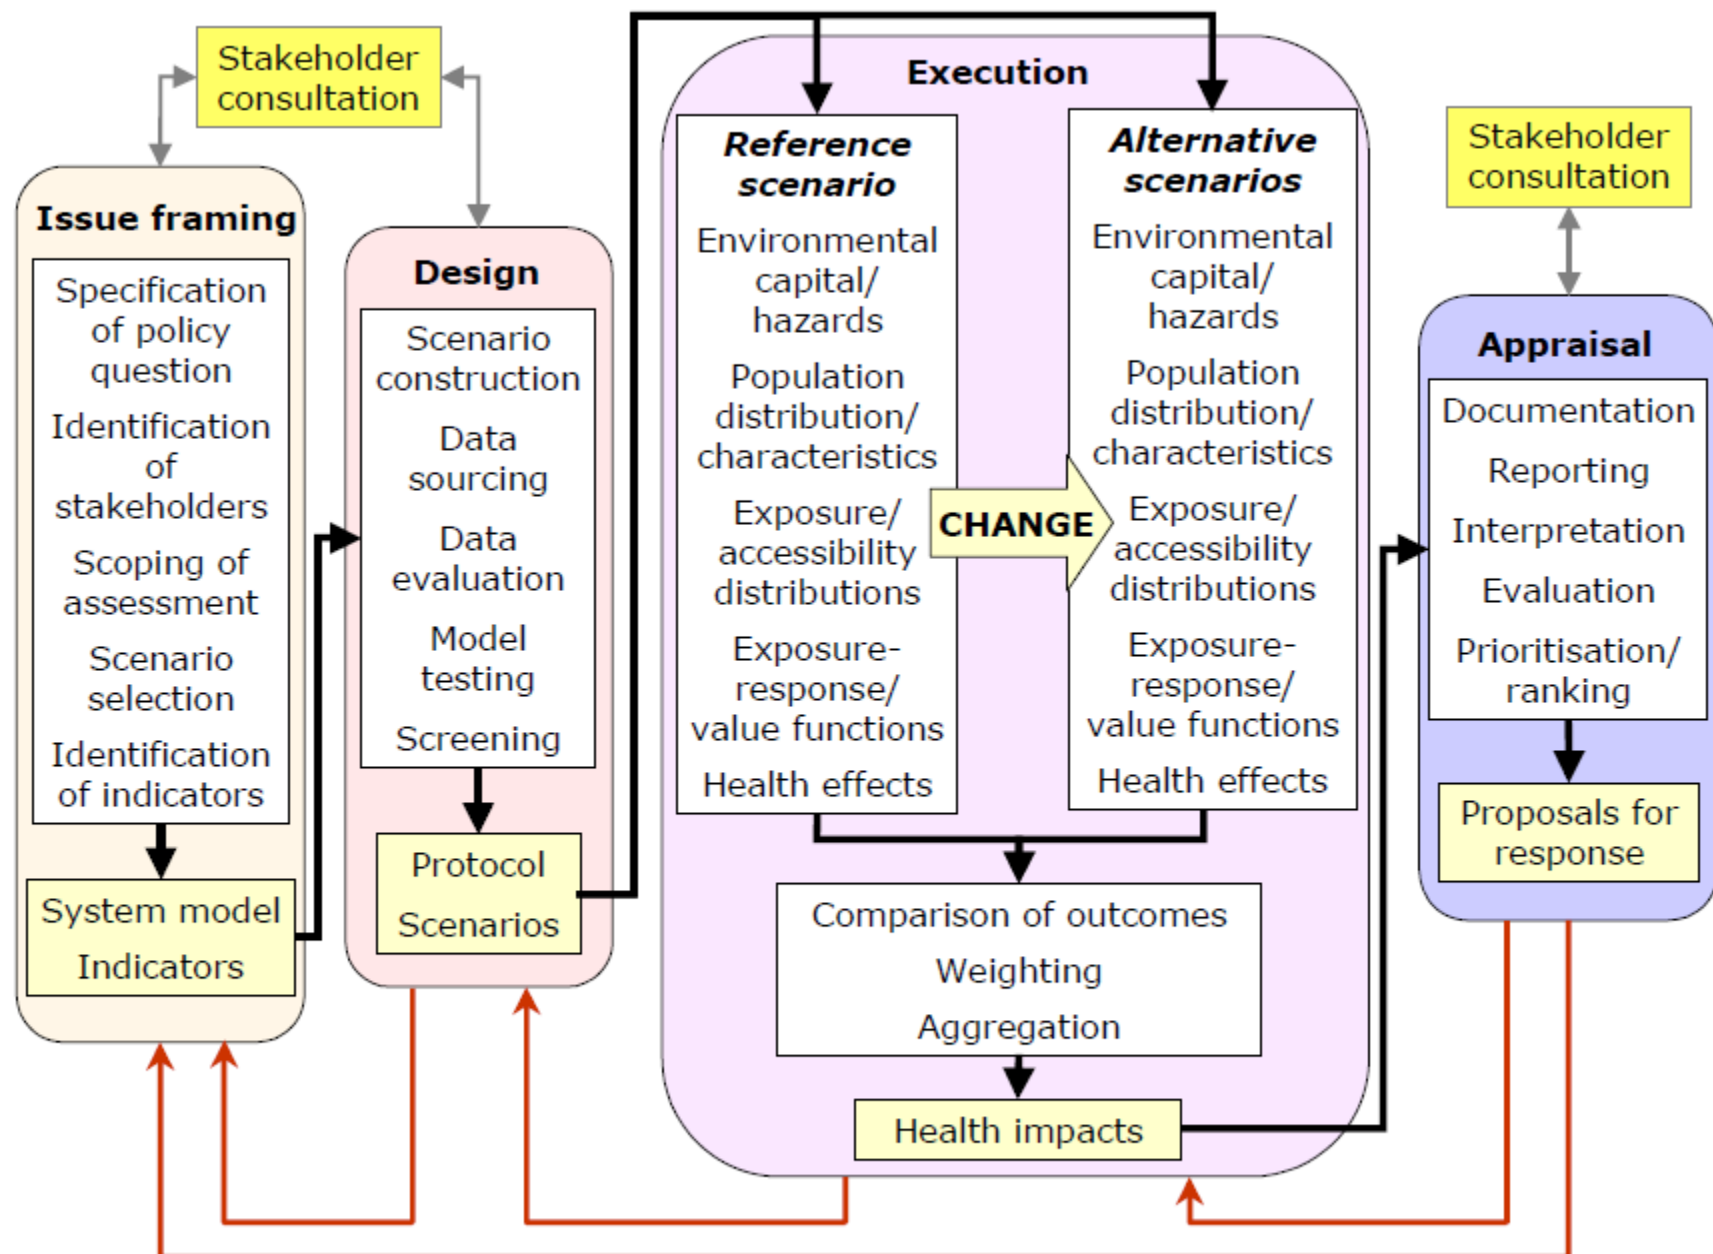 Stakeholder
consultation
Issue framing
Specification
of policy
question
Identification
of
stakeholders
Scoping of
assessment
Scenario
selection
Identification
of indicators
System model
Indicators
Design
Scenario
construction
Data
sourcing
Data
evaluation
Model
testing
Screening
Protocol
Scenarios
Execution
Reference
scenario
Environmental
capital/
hazards
Population
distribution/
characteristics
Exposure/
accessibility
distributions
Exposure-
response/
value functions
Health effects
CHANGE
Alternative
scenarios
Environmental
capital/
hazards
Population
distribution/
characteristics
Exposure/
accessibility
distributions
Exposure-
response/
value functions
Health effects
Comparison of outcomes
Weighting
Aggregation
Health impacts
Stakeholder
consultation
Appraisal
Documentation
Reporting
Interpretation
Evaluation
Prioritisation/
ranking
Proposals for
response